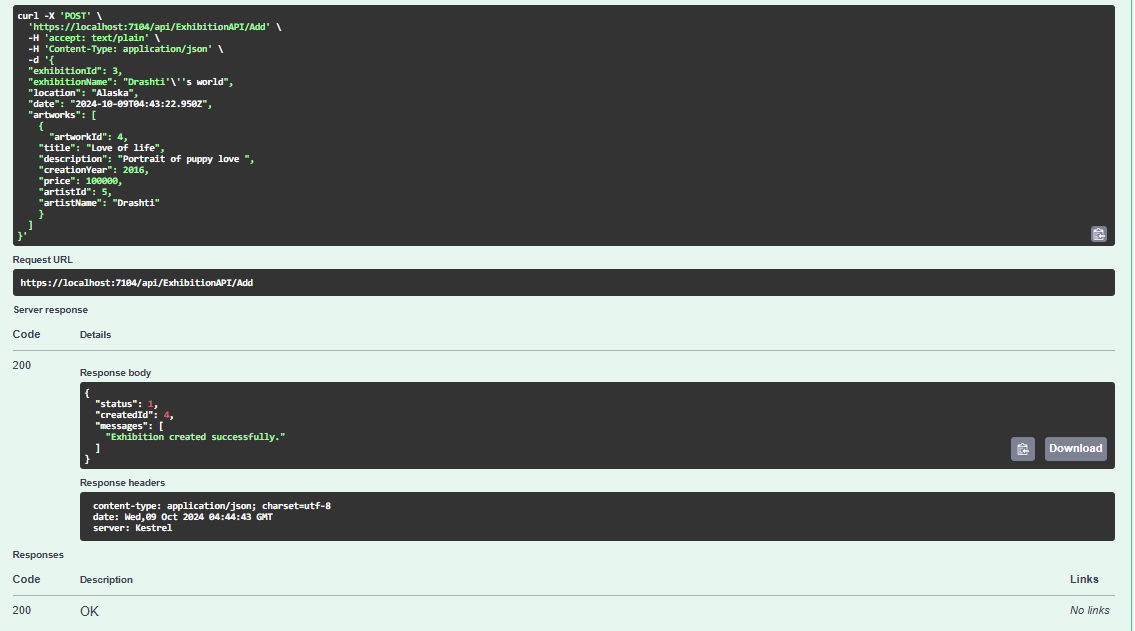 curl -X 'POST' \
'https://localhost:7104/api/ExhibitionAPI/Add' \
-H 'accept: text/plain' \
-H 'Content-Type: application/json' \
-d '{
"exhibitionId": 3,
"exhibitionName": "Drashti'\''s world",
"location": "Alaska",
"date": "2024-10-09T04:43:22.950Z",
"artworks": [
{
"artworkId": 4,
"title": "Love of life",
"description": "Portrait of puppy love ",
"creationYear": 2016,
"price": 100000,
"artistId": 5,
"artistName": "Drashti"
}
]
}'
Request URL
https://localhost:7104/api/ExhibitionAPI/Add
Server response
Code Details
200
Response body
{
"status": 1,
"createdId": 4,
"messages": [
"Exhibition created successfully."
]
}
Download
Response headers
content-type: application/json; charset=utf-8
date: Wed,09 Oct 2024 04:44:43 GMT
server: Kestrel
Responses
Code Description Links
200 OK No links